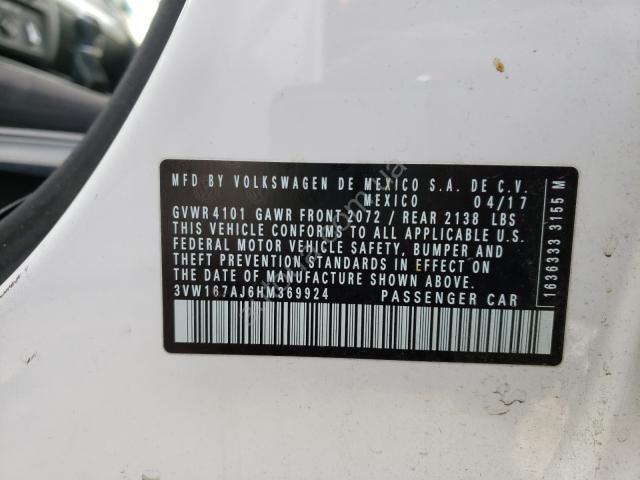 MFD BY VOLKSWAGEN DE MEXICO S.A. DE C.V.
MEXICO 04/17
GVWR 4101 GAWR FRONT 2072 / REAR 2138 LBS
THIS VEHICLE CONFORMS TO ALL APPLICABLE U.S.
FEDERAL MOTOR VEHICLE SAFETY, BUMPER AND
THEFT PREVENTION STANDARDS IN EFFECT ON
THE DATE OF MANUFACTURE SHOWN ABOVE.
3VW167AJ6HM369924 PASSENGER CAR
1636333 3155 M